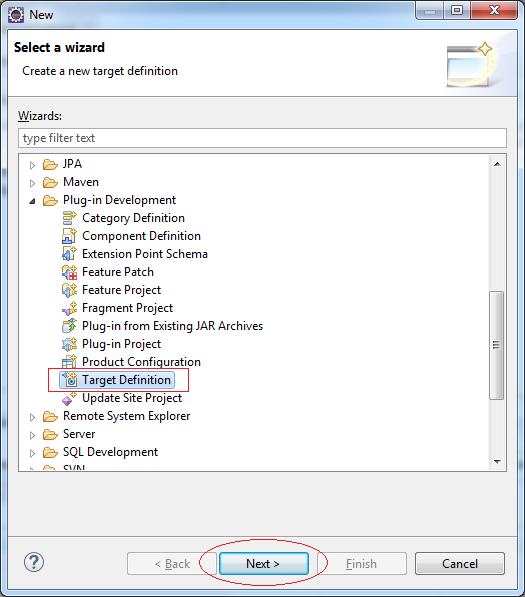 New
Select a wizard
Create a new target definition
Wizards:
type filter text
JPA
Maven
Plug-in Development
Category Definition
Component Definition
Extension Point Schema
Feature Patch
Feature Project
Fragment Project
Plug-in from Existing JAR Archives
Plug-in Project
Product Configuration
Target Definition
Update Site Project
Remote System Explorer
Server
SQL Development
SVN
?
< Back
Next >
Finish
Cancel